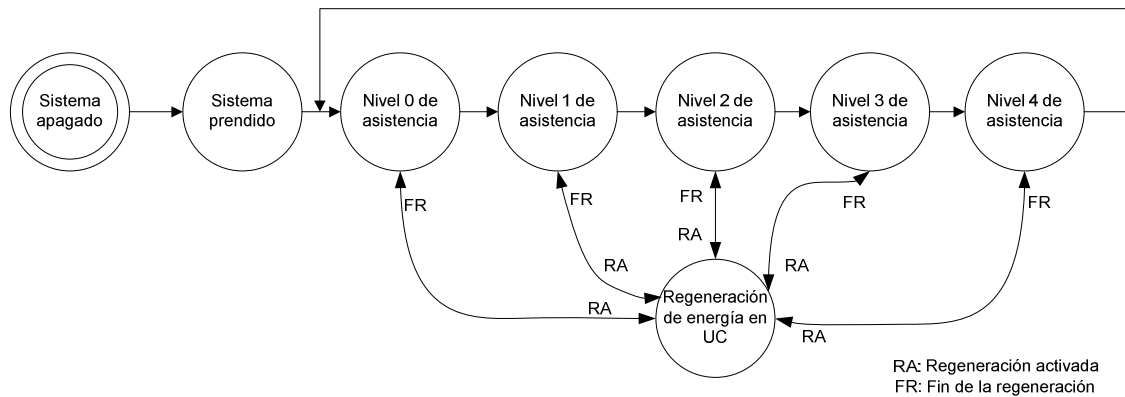 Sistema
apagado
Sistema
prendido
Nivel 0 de
asistencia
Nivel 1 de
asistencia
Nivel 2 de
asistencia
Nivel 3 de
asistencia
Nivel 4 de
asistencia
FR
FR
FR
FR
FR
RA
RA
RA
RA
RA
Regeneración
de energía en
UC
RA: Regeneración activada
FR: Fin de la regeneración